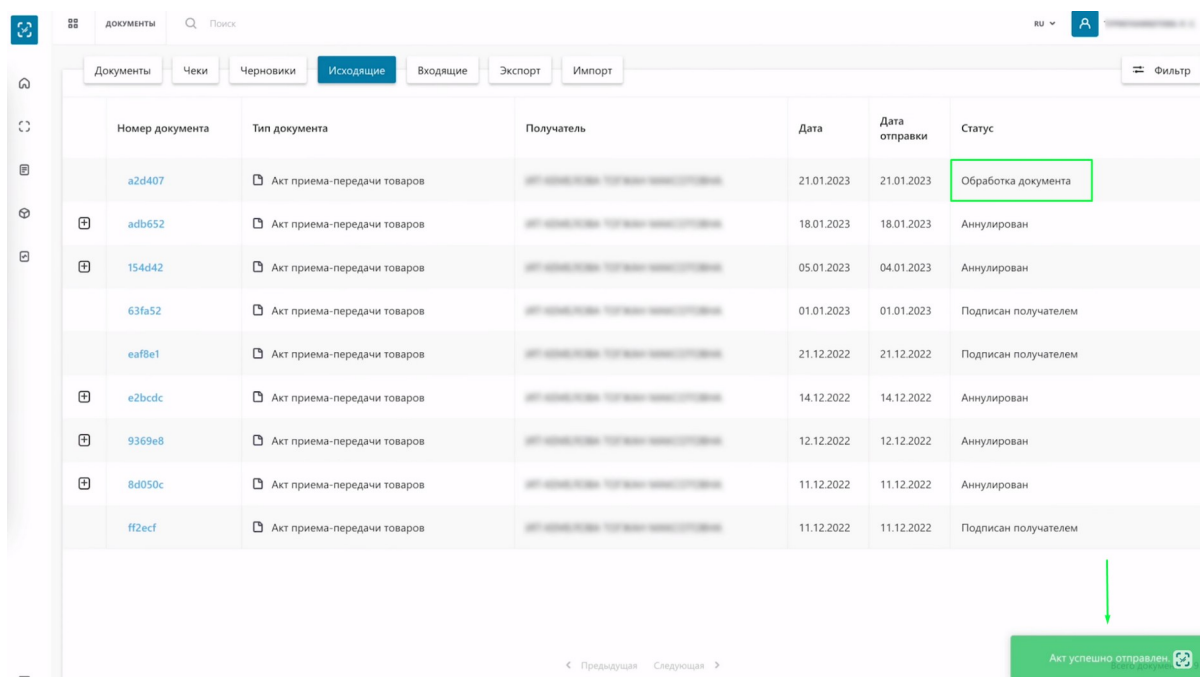 ДОКУМЕНТЫ Поиск RU
Документы Чеки Черновики Исходящие Входящие Экспорт Импорт Фильтр
Номер документа Тип документа Получатель Дата Дата отправки Статус
a2d407 Акт приема-передачи товаров 21.01.2023 21.01.2023 Обработка документа
adb652 Акт приема-передачи товаров 18.01.2023 18.01.2023 Аннулирован
154d42 Акт приема-передачи товаров 05.01.2023 04.01.2023 Аннулирован
63fa52 Акт приема-передачи товаров 01.01.2023 01.01.2023 Подписан получателем
eaf8e1 Акт приема-передачи товаров 21.12.2022 21.12.2022 Подписан получателем
e2bcdc Акт приема-передачи товаров 14.12.2022 14.12.2022 Аннулирован
9369e8 Акт приема-передачи товаров 12.12.2022 12.12.2022 Аннулирован
8d050c Акт приема-передачи товаров 11.12.2022 11.12.2022 Аннулирован
ff2ecf Акт приема-передачи товаров 11.12.2022 11.12.2022 Подписан получателем
Предыдущая Следующая
Акт успешно отправлен.